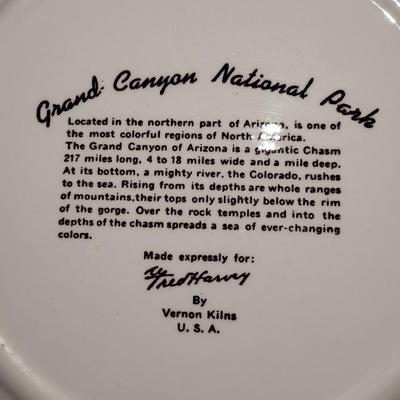 Grand Canyon National Park
Located in the northern part of Arizona, is one of
the most colorful regions of North America.
The Grand Canyon of Arizona is a gigantic Chasm
217 miles long, 4 to 18 miles wide and a mile deep.
At its bottom, a mighty river, the Colorado, rushes
to the sea. Rising from its depths are whole ranges
of mountains,their tops only slightly below the rim
of the gorge. Over the rock temples and into the
depths of the chasm spreads a sea of ever-changing
colors.
Made expressly for:
Fred Harvey
By
Vernon Kilns
U. S. A.